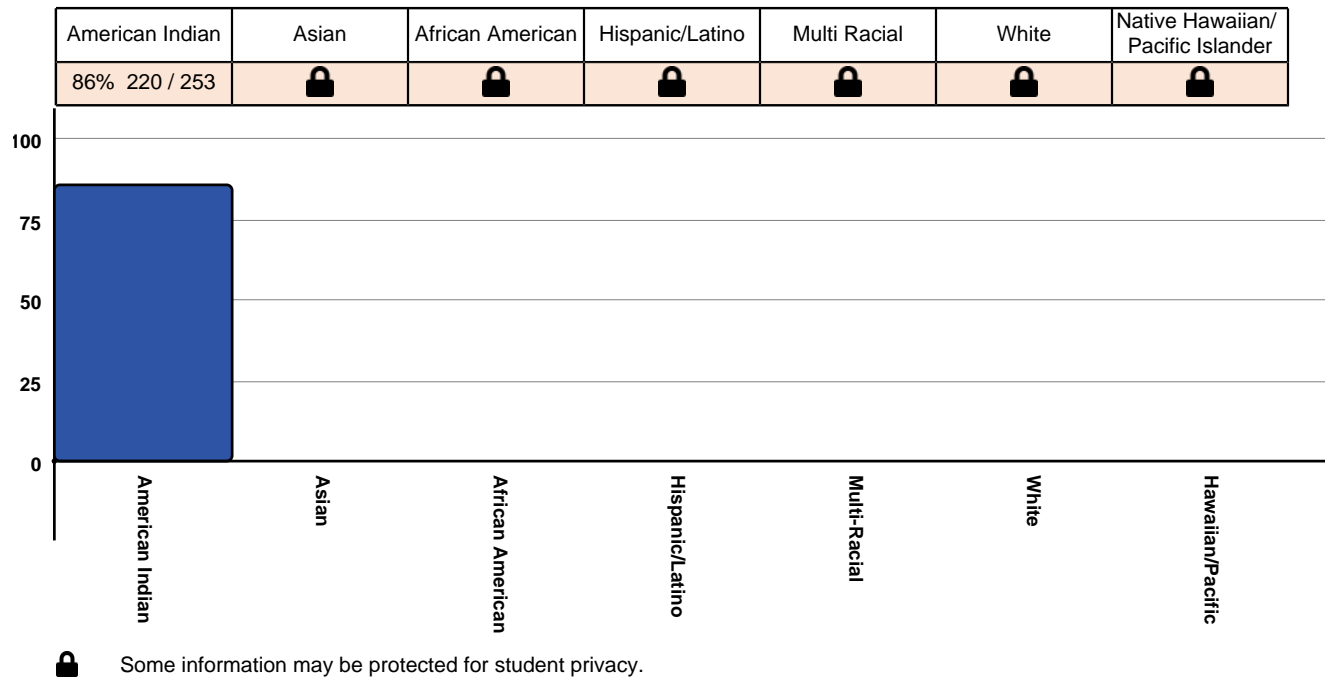 American Indian
Asian
African American
Hispanic/Latino
Multi Racial
White
Native Hawaiian/
Pacific Islander
86% 220 / 253
100
75
50
25
0
American Indian
Asian
African American
Hispanic/Latino
Multi-Racial
White
Hawaiian/Pacific
Some information may be protected for student privacy.